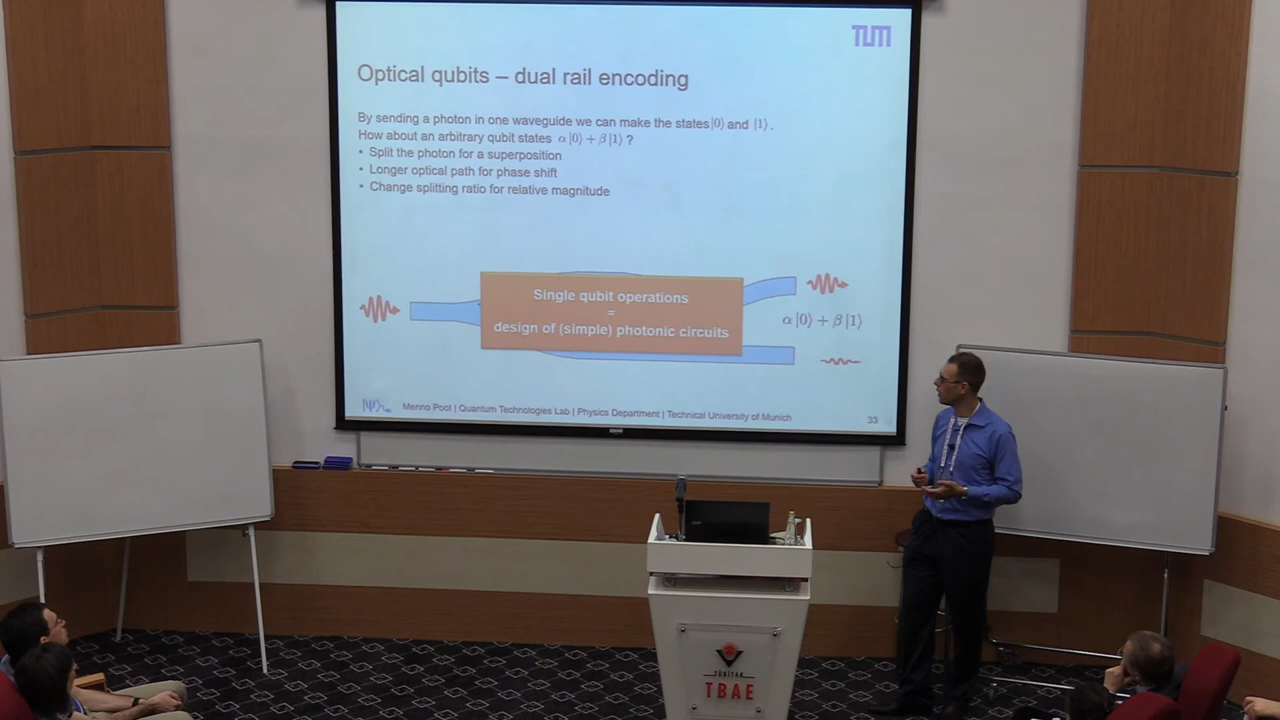 TUM
Optical qubits – dual rail encoding
By sending a photon in one waveguide we can make the states |0⟩ and |1⟩.
How about an arbitrary qubit states α|0⟩ + β|1⟩ ?
• Split the photon for a superposition
• Longer optical path for phase shift
• Change splitting ratio for relative magnitude
Single qubit operations
=
design of (simple) photonic circuits
α|0⟩ + β|1⟩
Menno Poot | Quantum Technologies Lab | Physics Department | Technical University of Munich
33
TÜBİTAK
TBAE